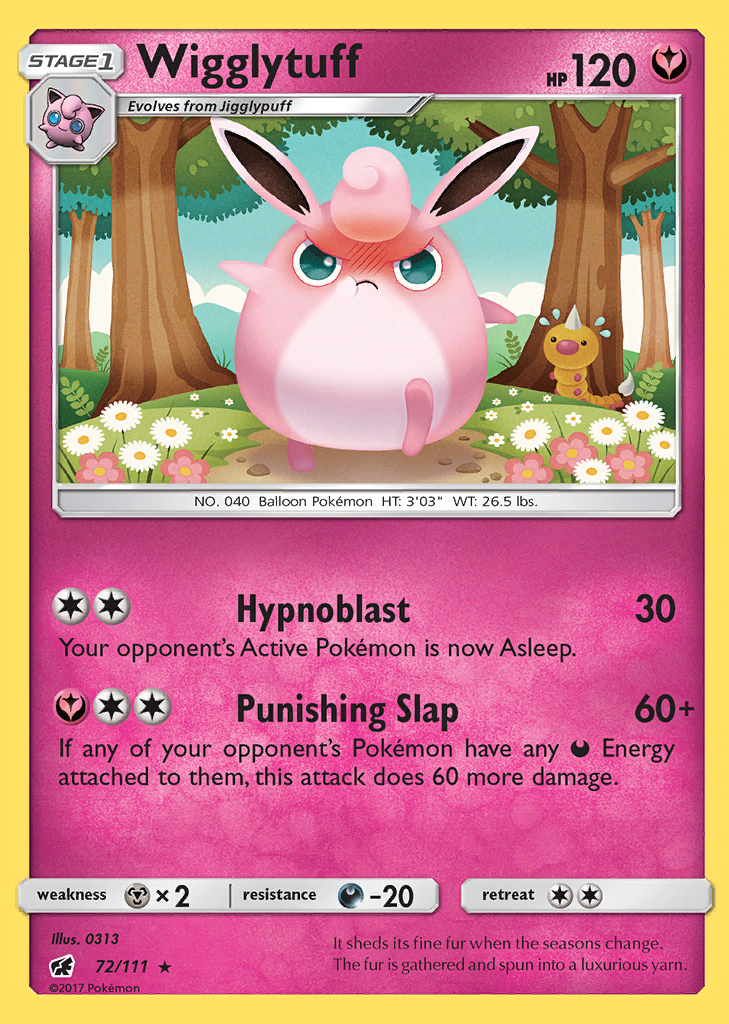 STAGE1 Wigglytuff HP 120
Evolves from Jigglypuff
NO. 040 Balloon Pokémon HT: 3'03" WT: 26.5 lbs.
Hypnoblast 30
Your opponent's Active Pokémon is now Asleep.
Punishing Slap 60+
If any of your opponent's Pokémon have any Energy
attached to them, this attack does 60 more damage.
weakness ×2 resistance -20 retreat
Illus. 0313
72/111 ★
©2017 Pokémon
It sheds its fine fur when the seasons change.
The fur is gathered and spun into a luxurious yarn.